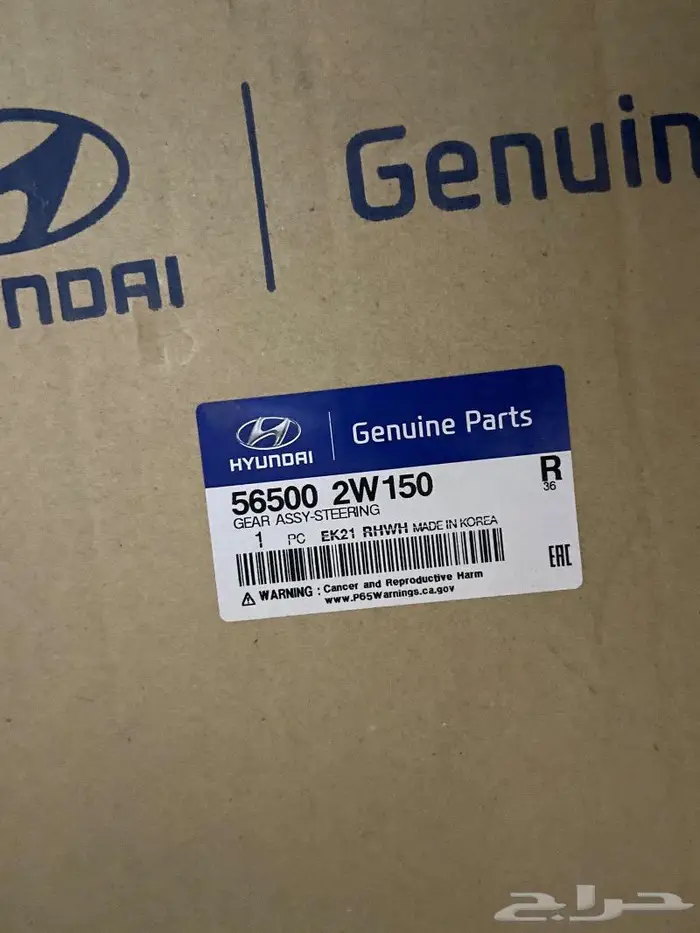 HYUNDAI
Genuin
HYUNDAI
Genuine Parts
56500 2W150
R
36
GEAR ASSY-STEERING
1 PC EK21 RHWH MADE IN KOREA
EAC
WARNING : Cancer and Reproductive Harm
www.P65Warnings.ca.gov
حراج